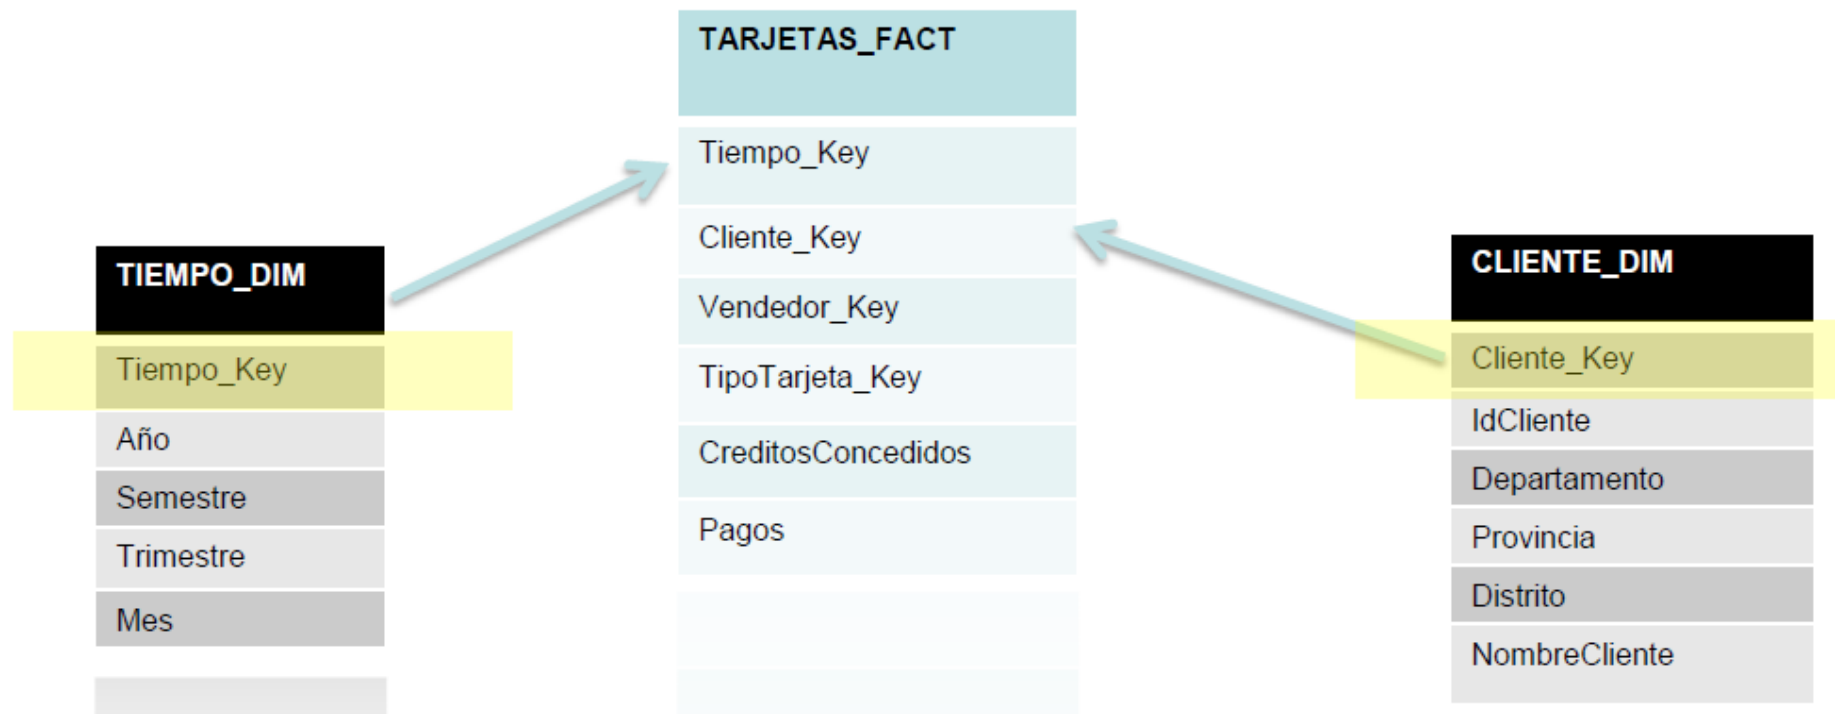 TARJETAS_FACT
Tiempo_Key
Cliente_Key
Vendedor_Key
TipoTarjeta_Key
CreditosConcedidos
Pagos
TIEMPO_DIM
Tiempo_Key
Año
Semestre
Trimestre
Mes
CLIENTE_DIM
Cliente_Key
IdCliente
Departamento
Provincia
Distrito
NombreCliente